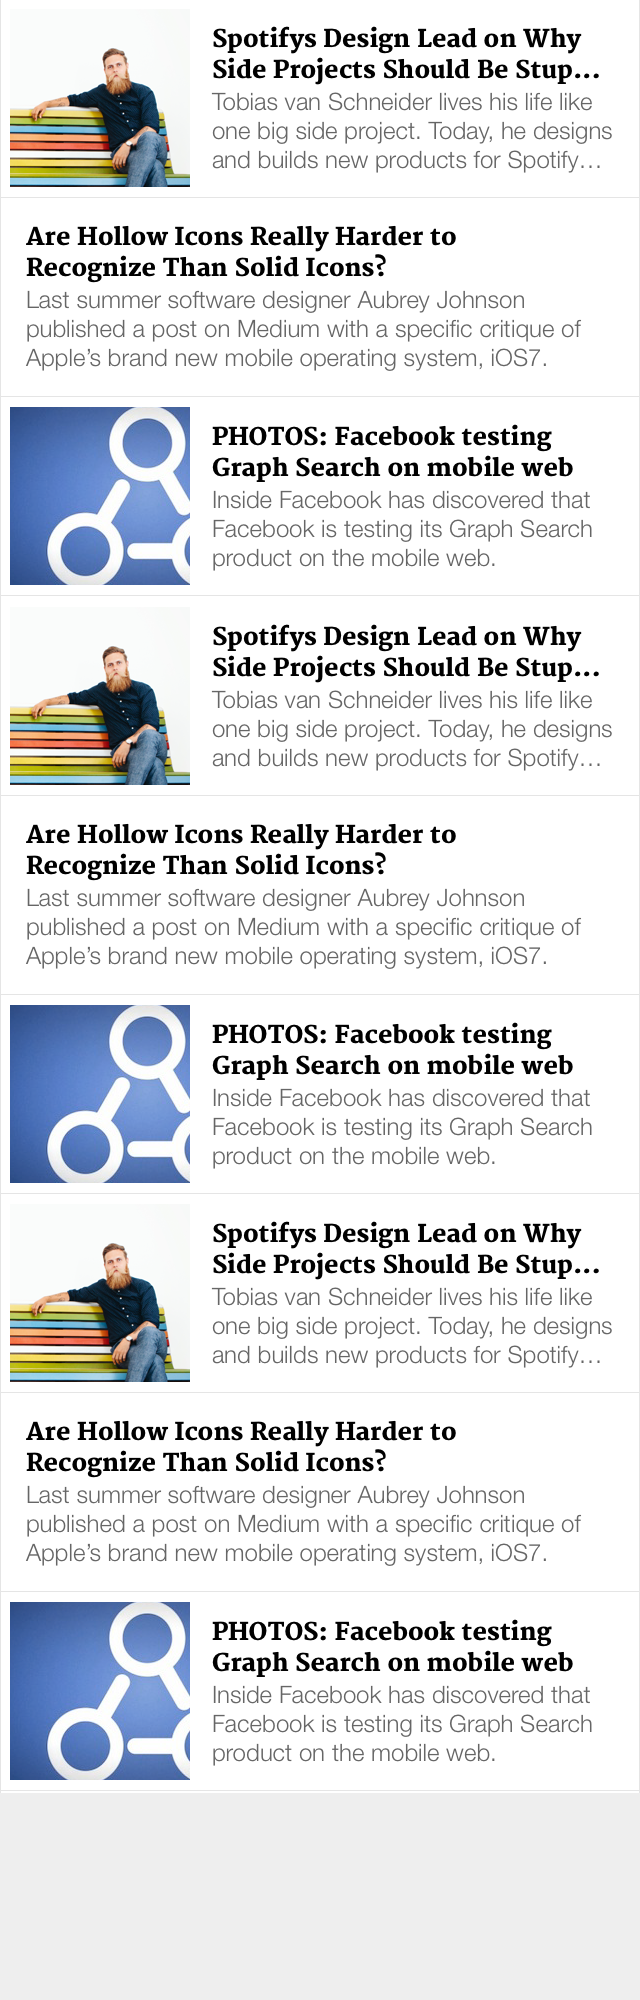 Spotifys Design Lead on Why
Side Projects Should Be Stup...
Tobias van Schneider lives his life like
one big side project. Today, he designs
and builds new products for Spotify...
Are Hollow Icons Really Harder to
Recognize Than Solid Icons?
Last summer software designer Aubrey Johnson
published a post on Medium with a specific critique of
Apple’s brand new mobile operating system, iOS7.
PHOTOS: Facebook testing
Graph Search on mobile web
Inside Facebook has discovered that
Facebook is testing its Graph Search
product on the mobile web.
Spotifys Design Lead on Why
Side Projects Should Be Stup...
Tobias van Schneider lives his life like
one big side project. Today, he designs
and builds new products for Spotify...
Are Hollow Icons Really Harder to
Recognize Than Solid Icons?
Last summer software designer Aubrey Johnson
published a post on Medium with a specific critique of
Apple’s brand new mobile operating system, iOS7.
PHOTOS: Facebook testing
Graph Search on mobile web
Inside Facebook has discovered that
Facebook is testing its Graph Search
product on the mobile web.
Spotifys Design Lead on Why
Side Projects Should Be Stup...
Tobias van Schneider lives his life like
one big side project. Today, he designs
and builds new products for Spotify...
Are Hollow Icons Really Harder to
Recognize Than Solid Icons?
Last summer software designer Aubrey Johnson
published a post on Medium with a specific critique of
Apple’s brand new mobile operating system, iOS7.
PHOTOS: Facebook testing
Graph Search on mobile web
Inside Facebook has discovered that
Facebook is testing its Graph Search
product on the mobile web.